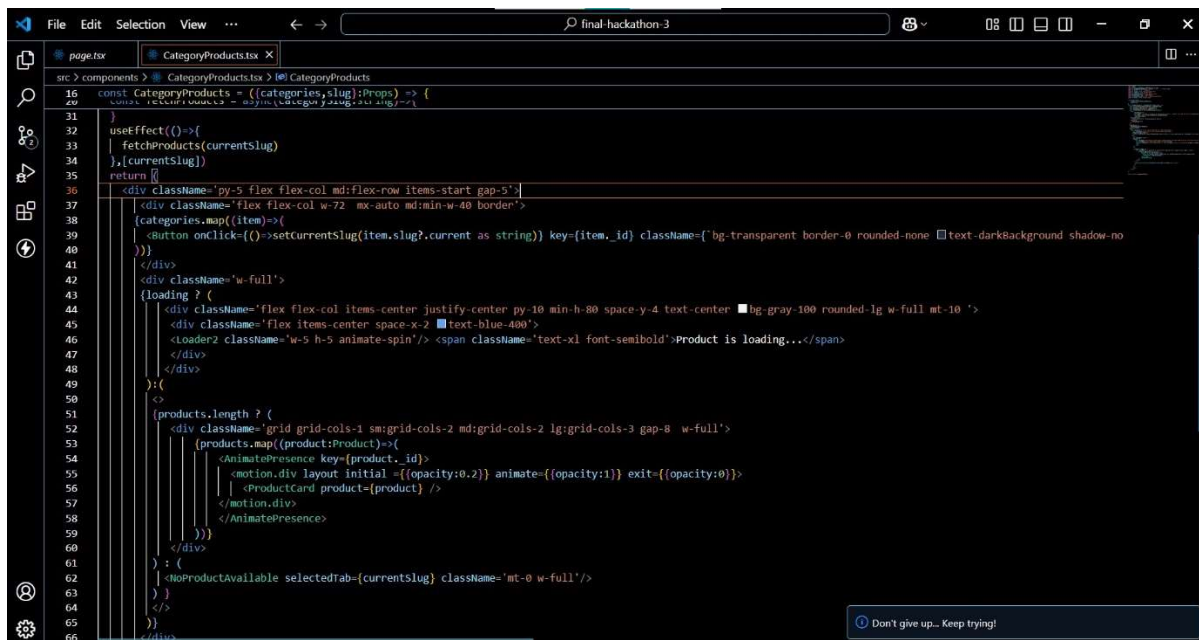 File Edit Selection View ... ← → final-hackathon-3
page.tsx CategoryProducts.tsx ×
src > components > CategoryProducts.tsx > CategoryProducts
16 const CategoryProducts = ({categories,slug}:Props) => {
20 const fetchProducts = async(categorySlug:string)=>{
31 }
32 useEffect(()=>{
33 fetchProducts(currentSlug)
34 },[currentSlug])
35 return (
36 <div className='py-5 flex flex-col md:flex-row items-start gap-5'>
37 <div className='flex flex-col w-72  mx-auto md:min-w-40 border'>
38 {categories.map((item)=>(
39 <Button onClick={()=>setCurrentSlug(item.slug?.current as string)} key={item._id} className={`bg-transparent border-0 rounded-none text-darkBackground shadow-no
40 ))}
41 </div>
42 <div className='w-full'>
43 {loading ? (
44 <div className='flex flex-col items-center justify-center py-10 min-h-80 space-y-4 text-center bg-gray-100 rounded-lg w-full mt-10 '>
45 <div className='flex items-center space-x-2 text-blue-400'>
46 <Loader2 className='w-5 h-5 animate-spin'/> <span className='text-xl font-semibold'>Product is loading...</span>
47 </div>
48 </div>
49 ):(
50 <>
51 {products.length ? (
52 <div className='grid grid-cols-1 sm:grid-cols-2 md:grid-cols-2 lg:grid-cols-3 gap-8  w-full'>
53 {products.map((product:Product)=>(
54 <AnimatePresence key={product._id}>
55 <motion.div layout initial ={{opacity:0.2}} animate={{opacity:1}} exit={{opacity:0}}>
56 <ProductCard product={product} />
57 </motion.div>
58 </AnimatePresence>
59 ))}
60 </div>
61 ) : (
62 <NoProductAvailable selectedTab={currentSlug} className='mt-0 w-full'/>
63 ) }
64 </>
65 )}
66 </div>
2
Don't give up... Keep trying!